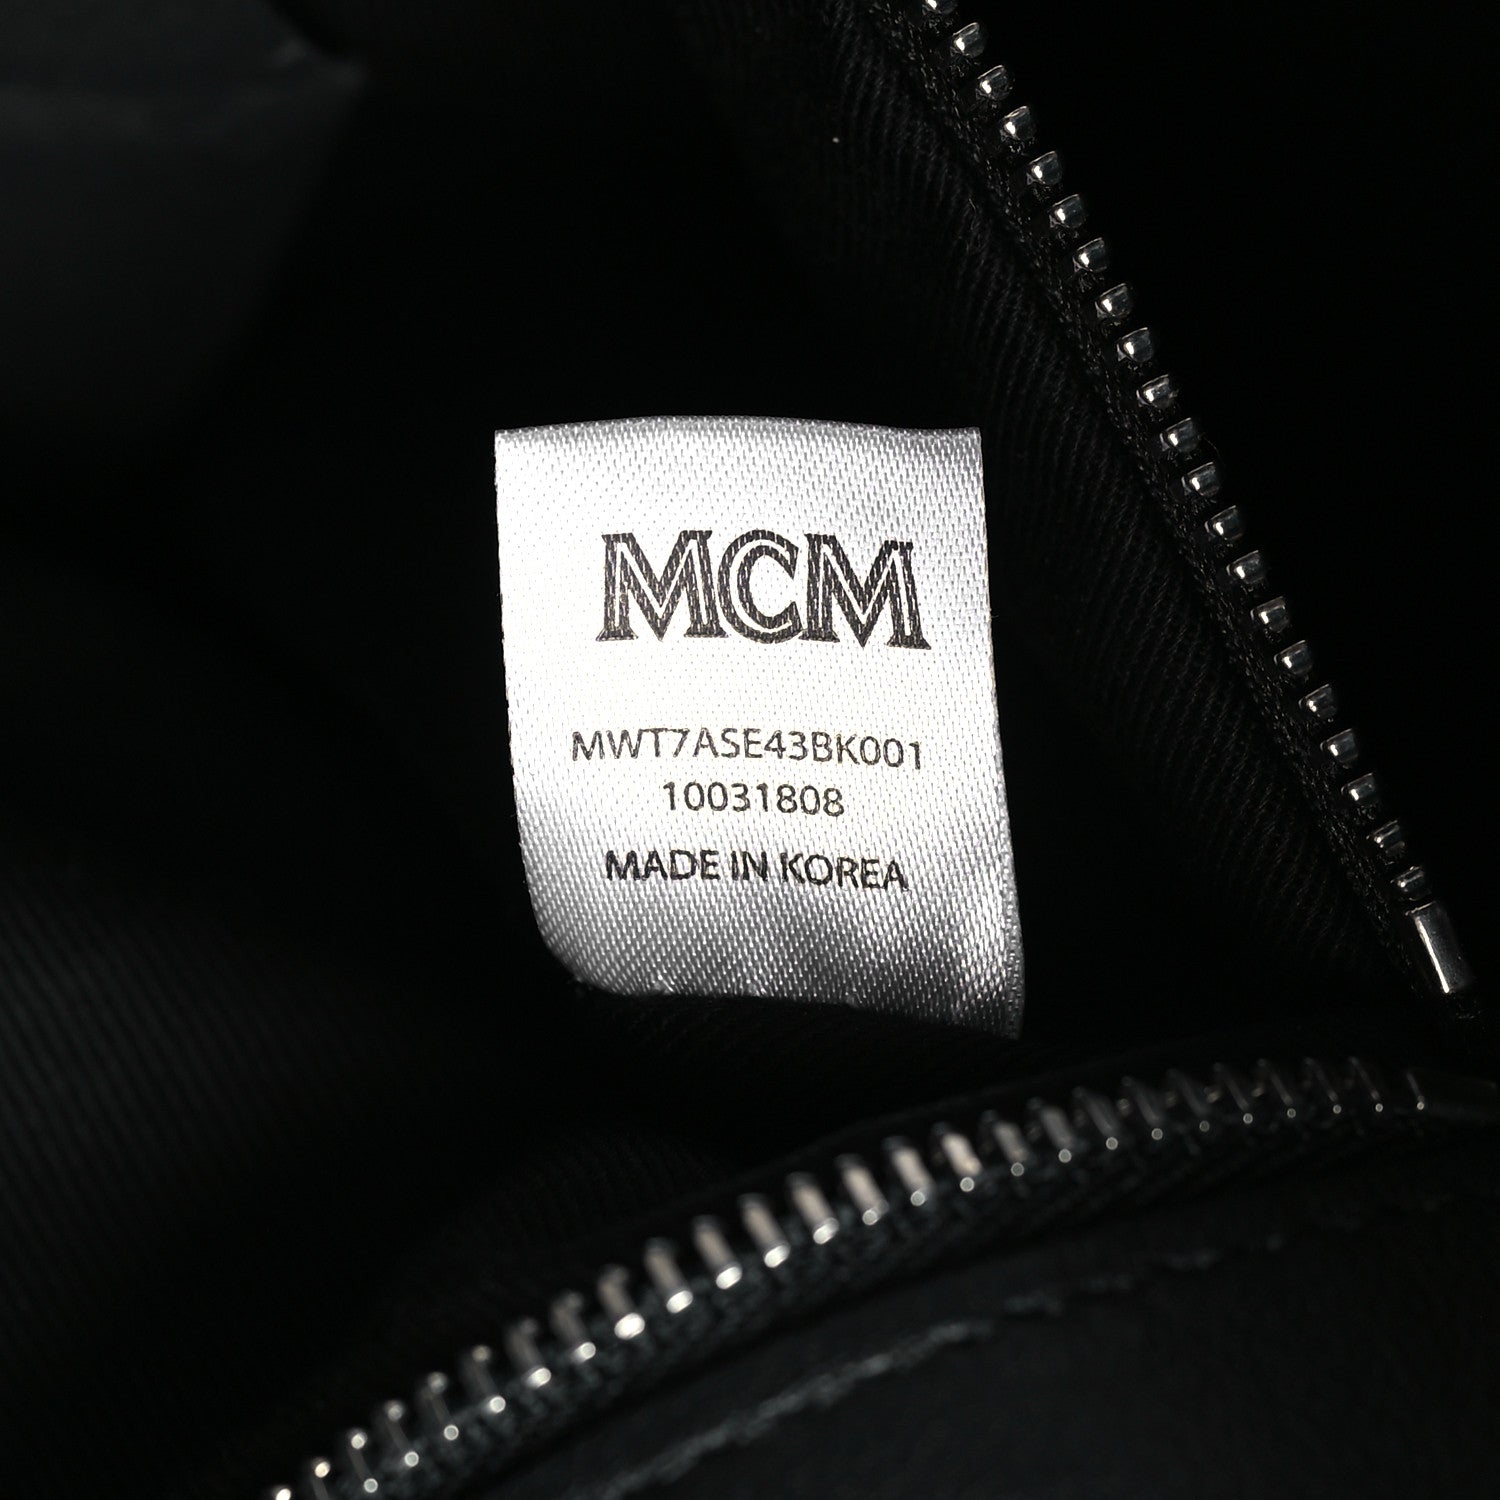 MCM
MWT7ASE43BK001
10031808
MADE IN KOREA